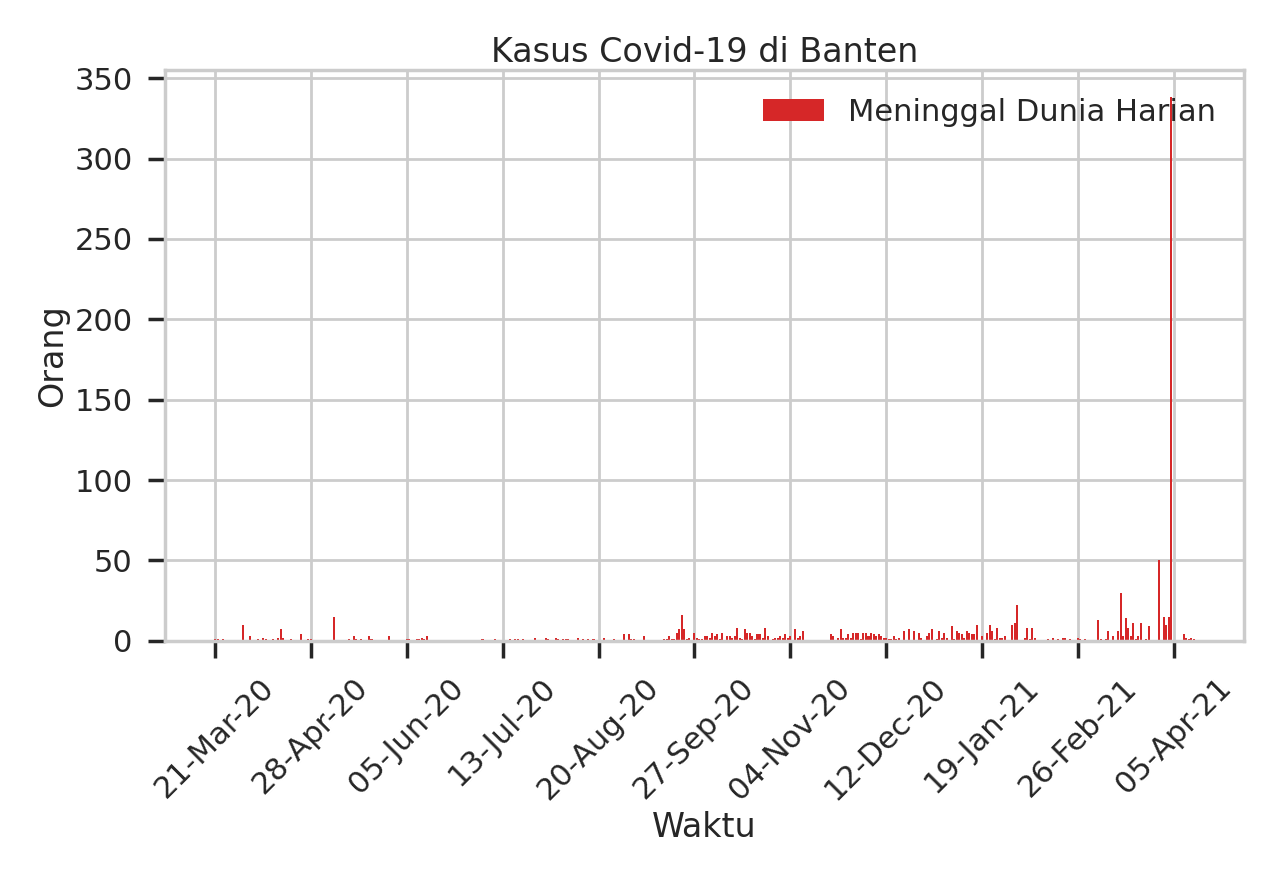 Kasus Covid-19 di Banten
Meninggal Dunia Harian
350
300
250
200
150
100
50
0
Orang
21-Mar-20
28-Apr-20
05-Jun-20
13-Jul-20
20-Aug-20
27-Sep-20
04-Nov-20
12-Dec-20
19-Jan-21
26-Feb-21
05-Apr-21
Waktu